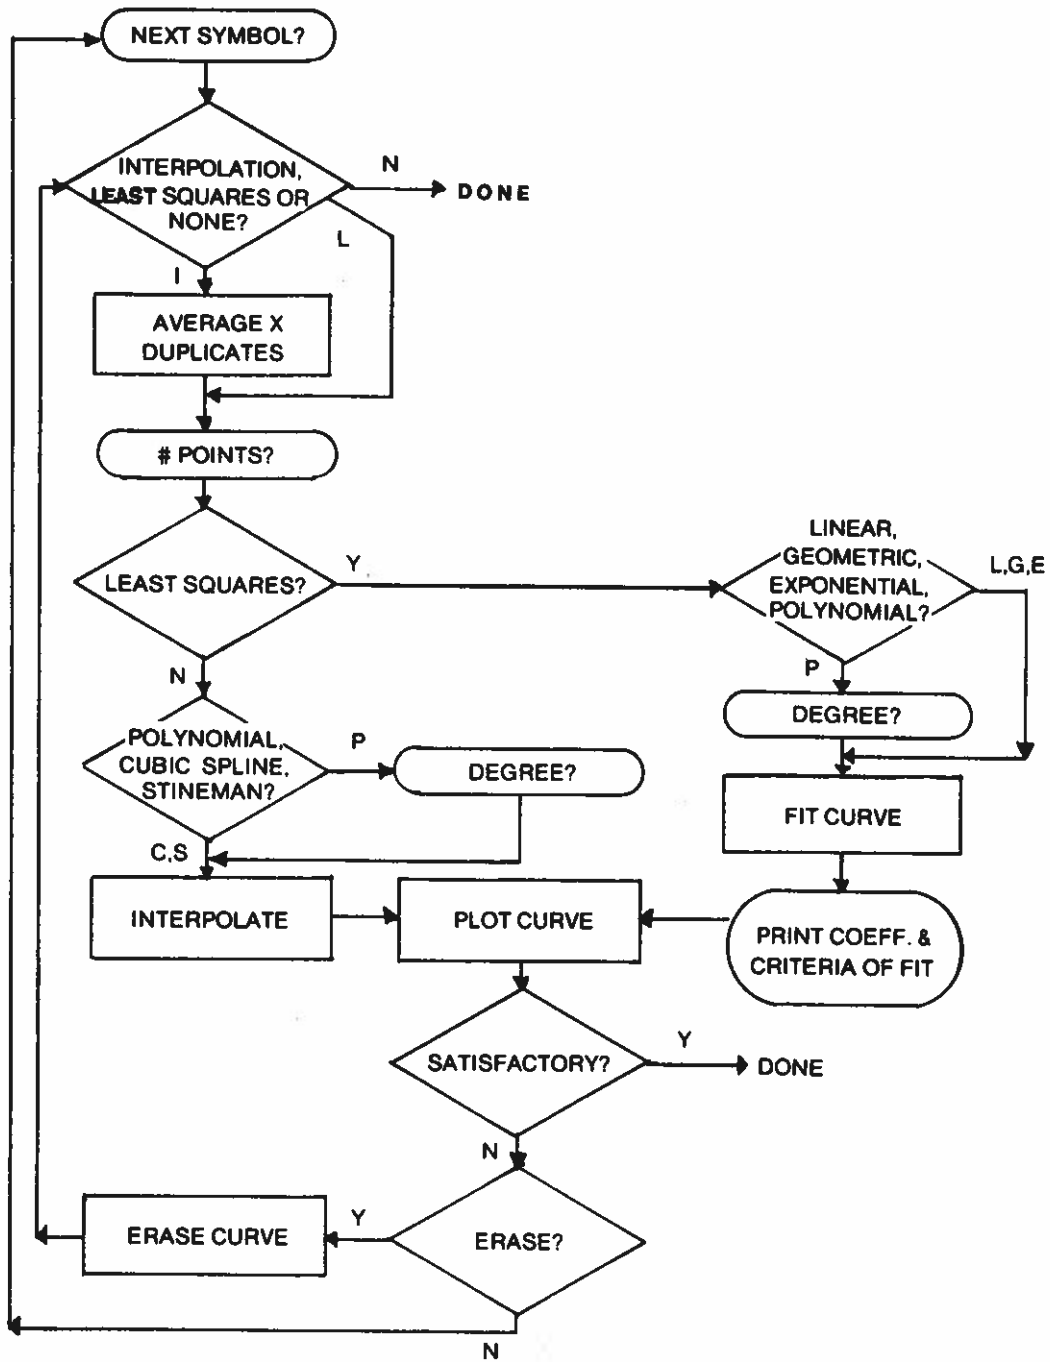 NEXT SYMBOL?
INTERPOLATION,
LEAST SQUARES OR
NONE?
N
DONE
L
I
AVERAGE X
DUPLICATES
# POINTS?
LEAST SQUARES?
Y
LINEAR,
GEOMETRIC,
EXPONENTIAL,
POLYNOMIAL?
L,G,E
P
DEGREE?
N
POLYNOMIAL,
CUBIC SPLINE,
STINEMAN?
P
DEGREE?
FIT CURVE
C,S
INTERPOLATE
PLOT CURVE
PRINT COEFF. &
CRITERIA OF FIT
SATISFACTORY?
Y
DONE
N
ERASE CURVE
Y
ERASE?
N